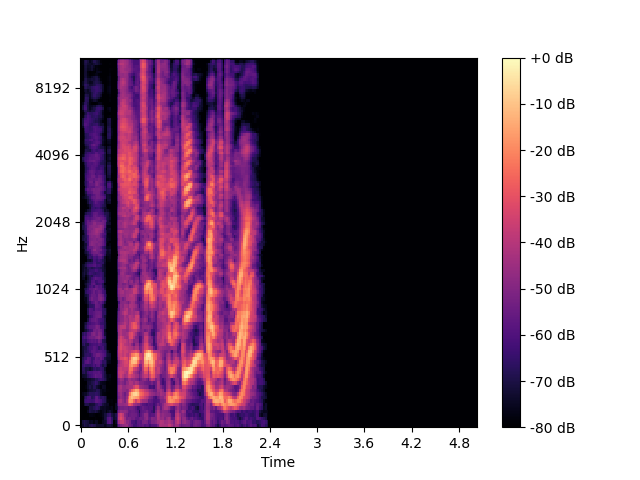 +0 dB
8192
-10 dB
4096
-20 dB
-30 dB
2048
Hz
-40 dB
1024
-50 dB
-60 dB
512
-70 dB
0
-80 dB
0 0.6 1.2 1.8 2.4 3 3.6 4.2 4.8
Time